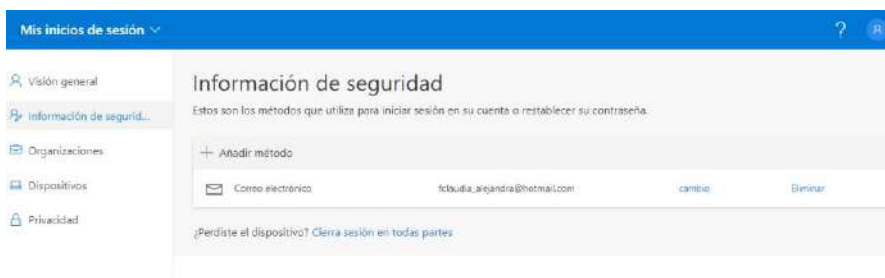 Mis inicios de sesión
?
R
Visión general
Información de seguridad
Información de segurid...
Estos son los métodos que utiliza para iniciar sesión en su cuenta o restablecer su contraseña.
Organizaciones
+ Añadir método
Dispositivos
Correo electrónico fclaudia_alejandra@hotmail.com cambio Eliminar
Privacidad
¿Perdiste el dispositivo? Cierra sesión en todas partes